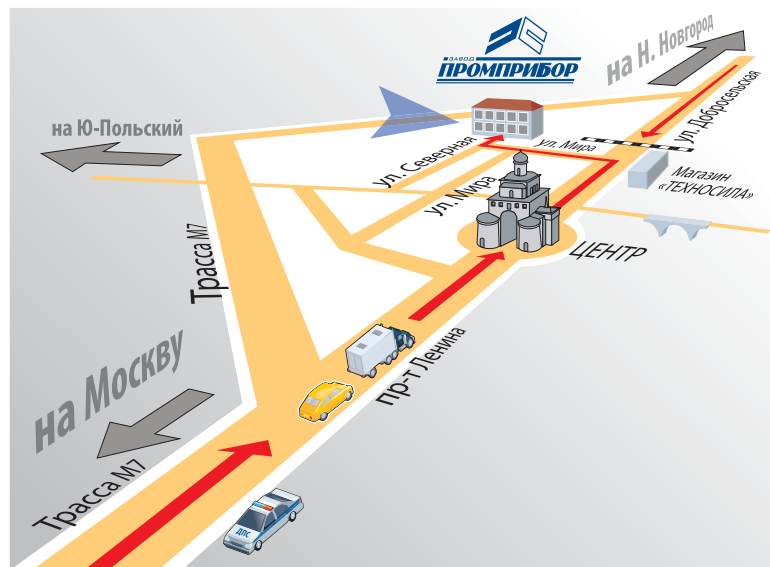 ЗАВОД
ПРОМПРИБОР
на Н. Новгород
на Ю-Польский
ул. Добросельская
ул. Мира
ул. Северная
Магазин
«ТЕХНОСИЛА»
ул. Мира
ЦЕНТР
Трасса М7
пр-т Ленина
на Москву
Трасса М7
ДПС